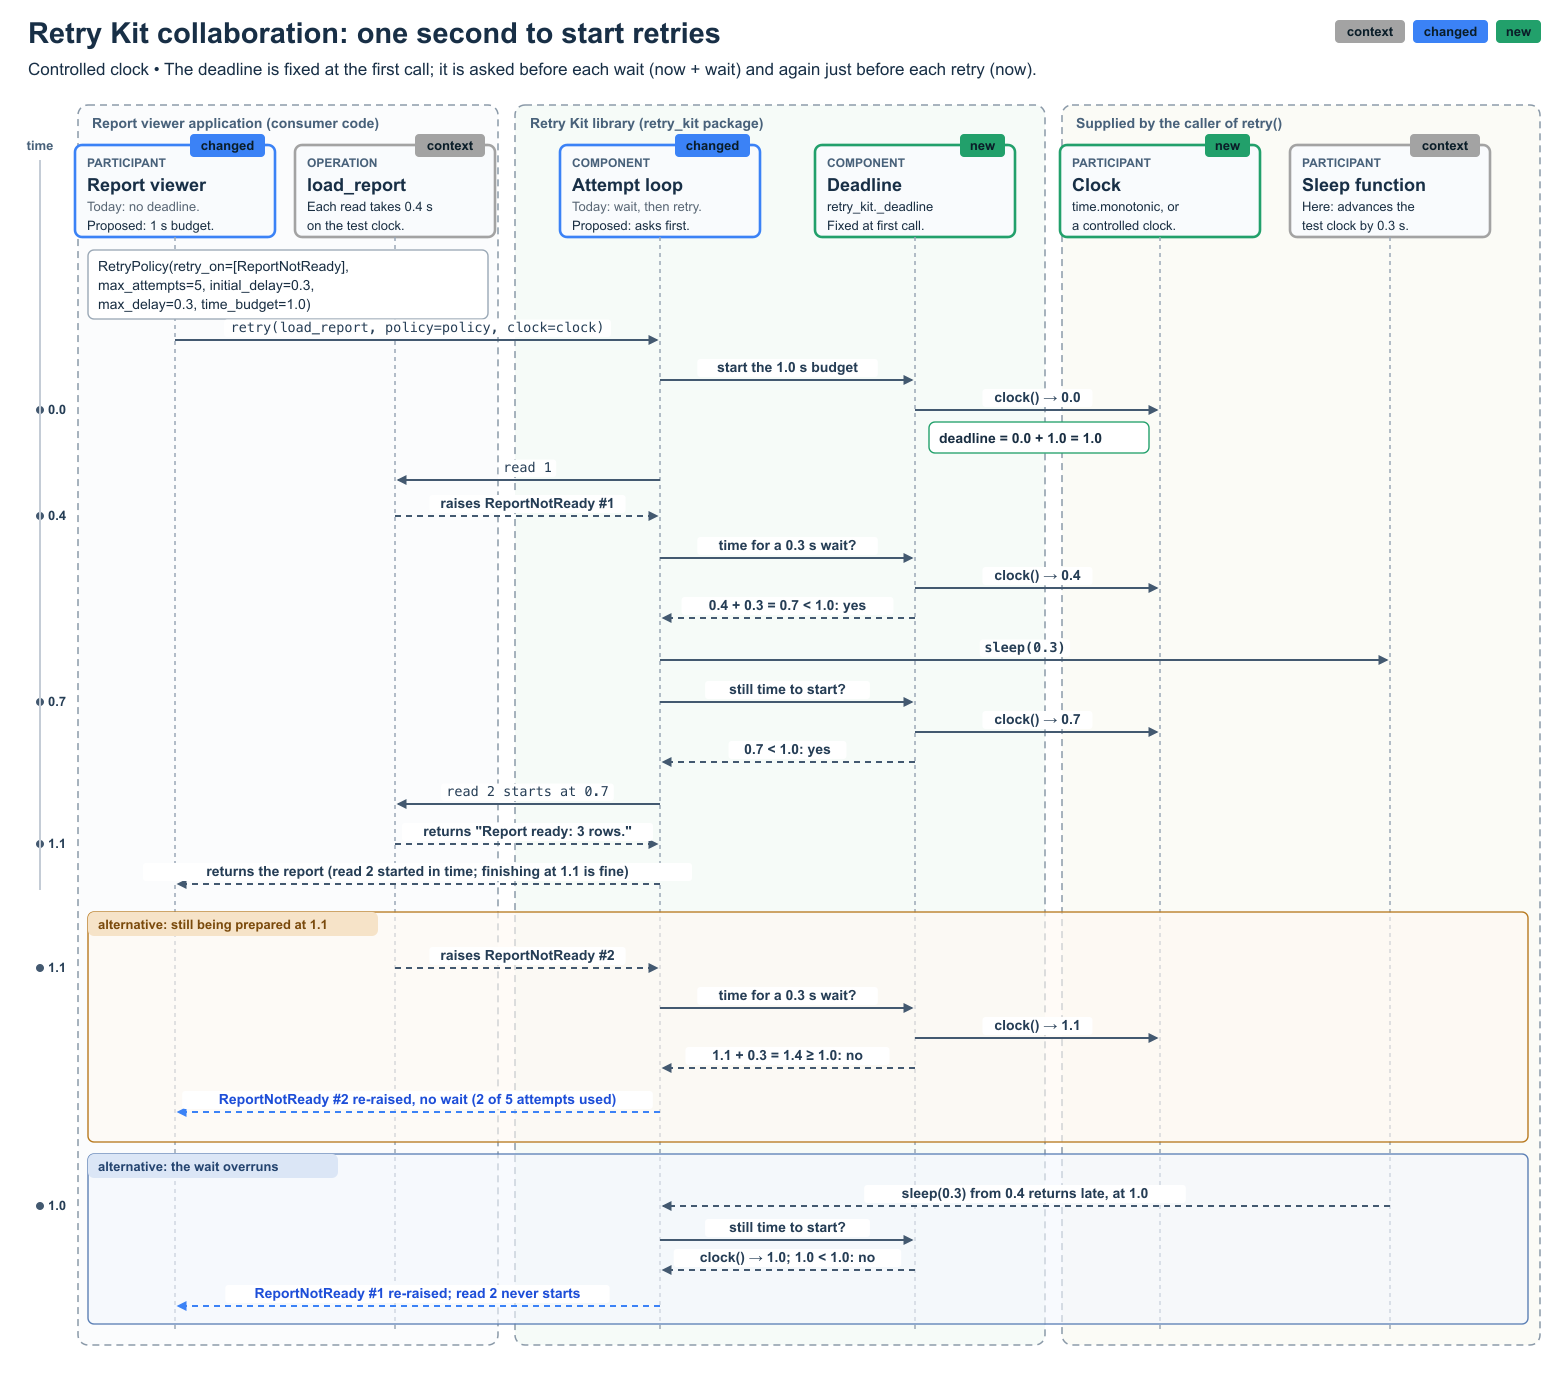 Retry Kit collaboration: one second to start retries
context
changed
new
Controlled clock • The deadline is fixed at the first call; it is asked before each wait (now + wait) and again just before each retry (now).
Report viewer application (consumer code)
Retry Kit library (retry_kit package)
Supplied by the caller of retry()
time
changed
PARTICIPANT
Report viewer
Today: no deadline.
Proposed: 1 s budget.
context
OPERATION
load_report
Each read takes 0.4 s
on the test clock.
changed
COMPONENT
Attempt loop
Today: wait, then retry.
Proposed: asks first.
new
COMPONENT
Deadline
retry_kit._deadline
Fixed at first call.
new
PARTICIPANT
Clock
time.monotonic, or
a controlled clock.
context
PARTICIPANT
Sleep function
Here: advances the
test clock by 0.3 s.
RetryPolicy(retry_on=[ReportNotReady],
max_attempts=5, initial_delay=0.3,
max_delay=0.3, time_budget=1.0)
retry(load_report, policy=policy, clock=clock)
start the 1.0 s budget
0.0
clock() → 0.0
deadline = 0.0 + 1.0 = 1.0
read 1
raises ReportNotReady #1
0.4
time for a 0.3 s wait?
clock() → 0.4
0.4 + 0.3 = 0.7 < 1.0: yes
sleep(0.3)
0.7
still time to start?
clock() → 0.7
0.7 < 1.0: yes
read 2 starts at 0.7
returns "Report ready: 3 rows."
1.1
returns the report (read 2 started in time; finishing at 1.1 is fine)
alternative: still being prepared at 1.1
raises ReportNotReady #2
1.1
time for a 0.3 s wait?
clock() → 1.1
1.1 + 0.3 = 1.4 ≥ 1.0: no
ReportNotReady #2 re-raised, no wait (2 of 5 attempts used)
alternative: the wait overruns
sleep(0.3) from 0.4 returns late, at 1.0
1.0
still time to start?
clock() → 1.0; 1.0 < 1.0: no
ReportNotReady #1 re-raised; read 2 never starts